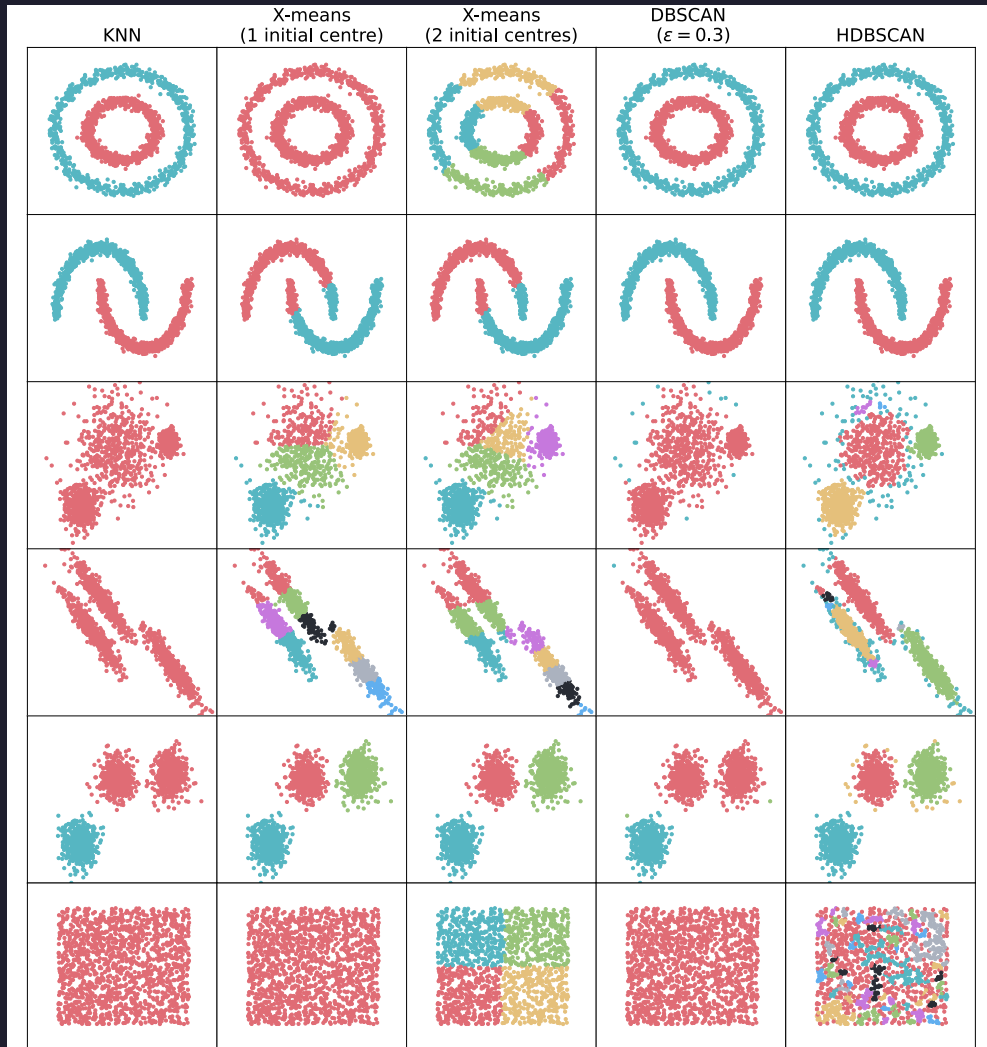 KNN
X-means
(1 initial centre)
X-means
(2 initial centres)
DBSCAN
(ε = 0.3)
HDBSCAN